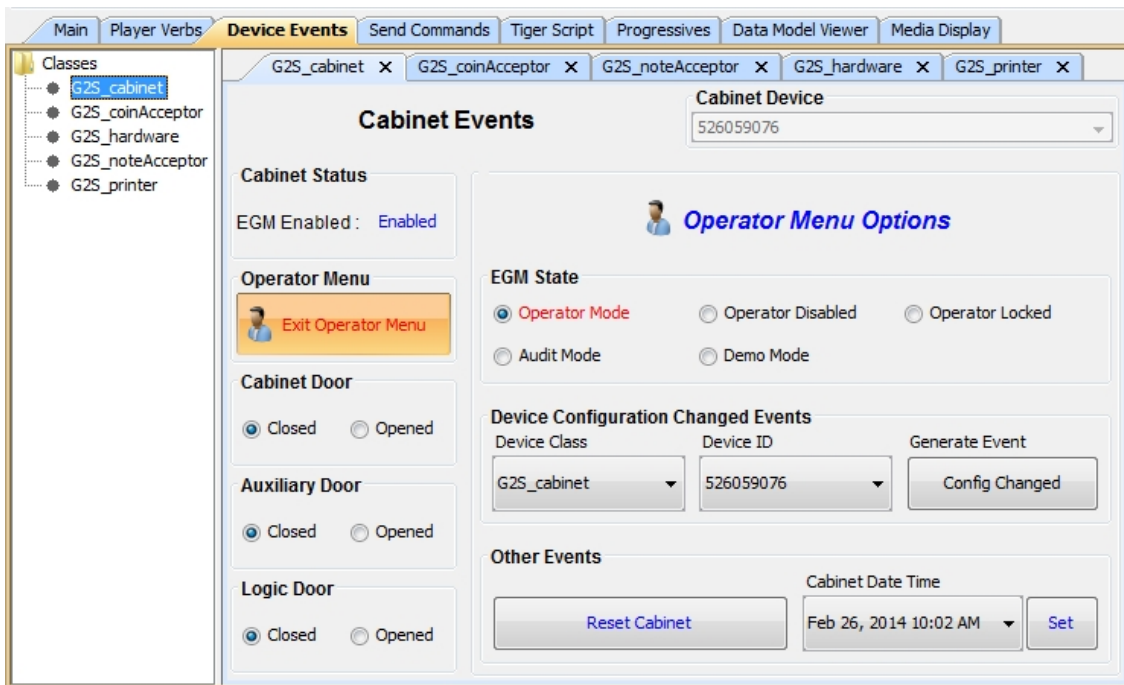 Main Player Verbs Device Events Send Commands Tiger Script Progressives Data Model Viewer Media Display
Classes
G2S_cabinet
G2S_coinAcceptor
G2S_hardware
G2S_noteAcceptor
G2S_printer
G2S_cabinet X G2S_coinAcceptor X G2S_noteAcceptor X G2S_hardware X G2S_printer X
Cabinet Events
Cabinet Device
526059076
Cabinet Status
EGM Enabled : Enabled
Operator Menu
Exit Operator Menu
Cabinet Door
Closed Opened
Auxiliary Door
Closed Opened
Logic Door
Closed Opened
Operator Menu Options
EGM State
Operator Mode Operator Disabled Operator Locked
Audit Mode Demo Mode
Device Configuration Changed Events
Device Class Device ID Generate Event
G2S_cabinet 526059076 Config Changed
Other Events
Cabinet Date Time
Reset Cabinet Feb 26, 2014 10:02 AM Set